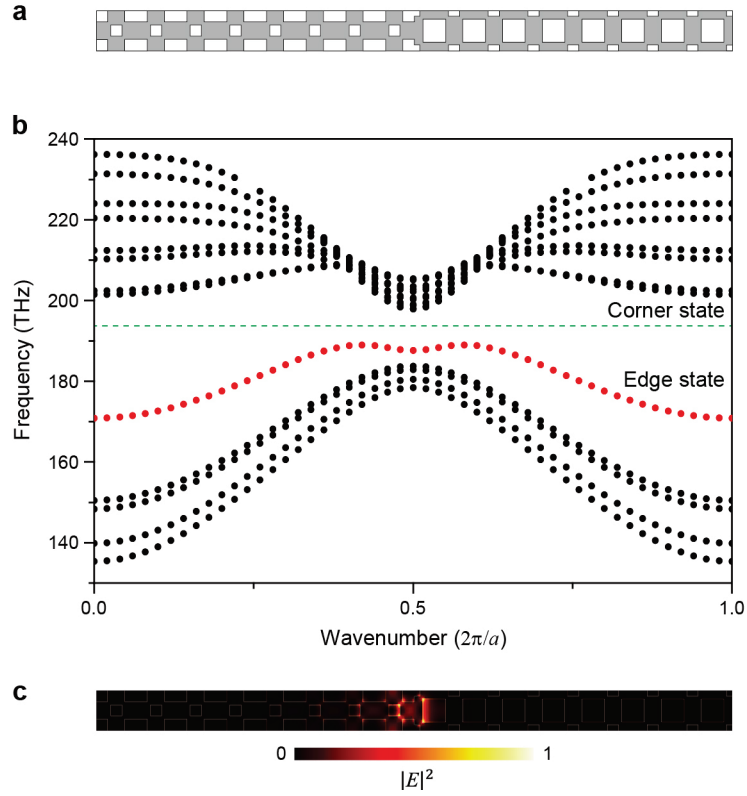 a
b
240
220
200
180
160
140
Frequency (THz)
Corner state
Edge state
0.0
0.5
1.0
Wavenumber (2π/a)
c
0
1
|E|²